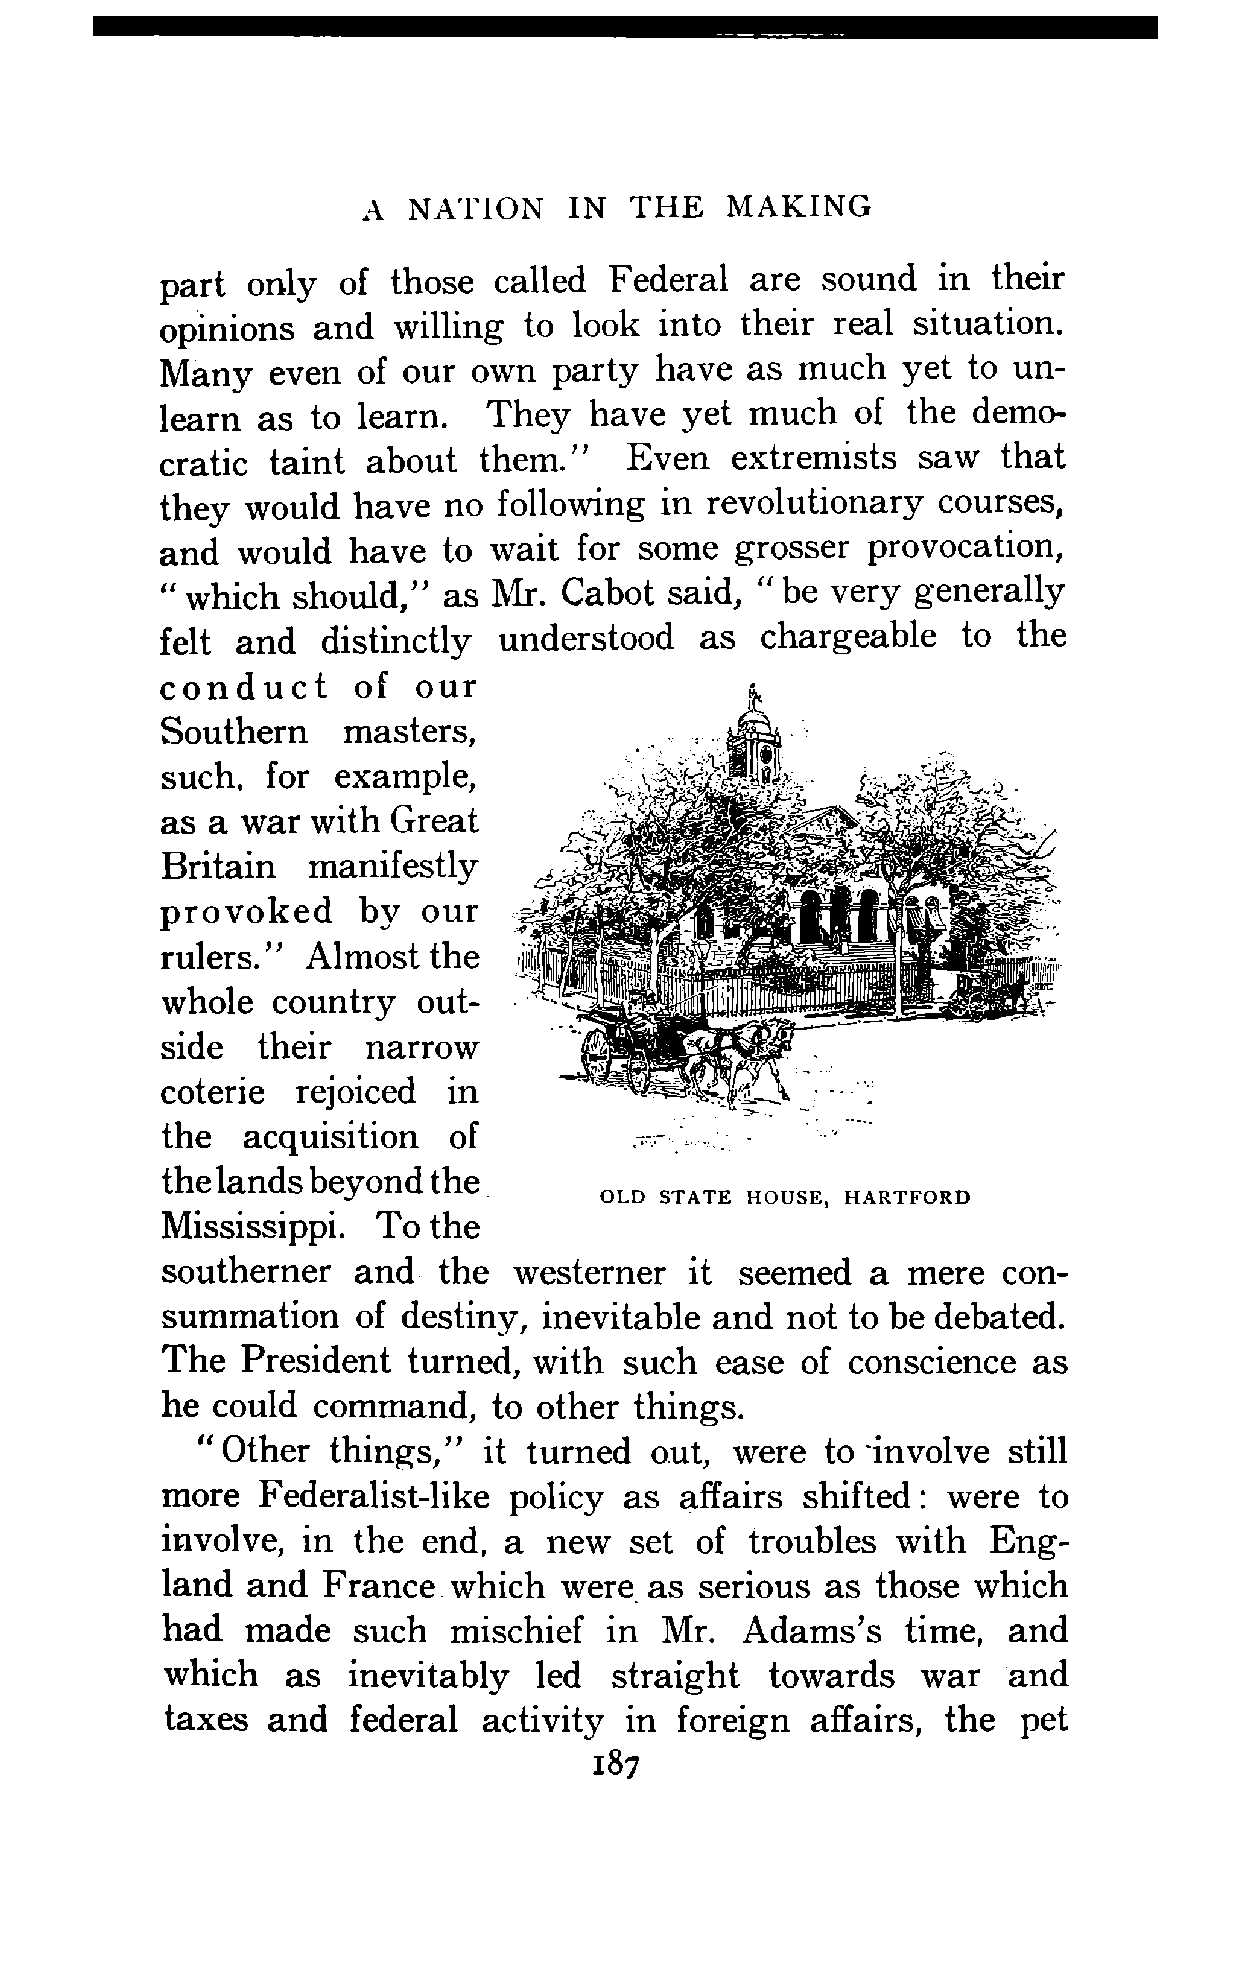 A NATION IN THE MAKING
part only of those called Federal are sound in their
opinions and willing to look into their real situation.
Many even of our own party have as much yet to un-
learn as to learn. They have yet much of the demo-
cratic taint about them." Even extremists saw that
they would have no following in revolutionary courses,
and would have to wait for some grosser provocation,
"which should," as Mr. Cabot said, "be very generally
felt and distinctly understood as chargeable to the
conduct of our
Southern masters,
such, for example,
as a war with Great
Britain manifestly
provoked by our
rulers." Almost the
whole country out-
side their narrow
coterie rejoiced in
the acquisition of
the lands beyond the
Mississippi. To the
OLD STATE HOUSE, HARTFORD
southerner and the westerner it seemed a mere con-
summation of destiny, inevitable and not to be debated.
The President turned, with such ease of conscience as
he could command, to other things.
"Other things," it turned out, were to involve still
more Federalist-like policy as affairs shifted: were to
involve, in the end, a new set of troubles with Eng-
land and France which were as serious as those which
had made such mischief in Mr. Adams's time, and
which as inevitably led straight towards war and
taxes and federal activity in foreign affairs, the pet
187